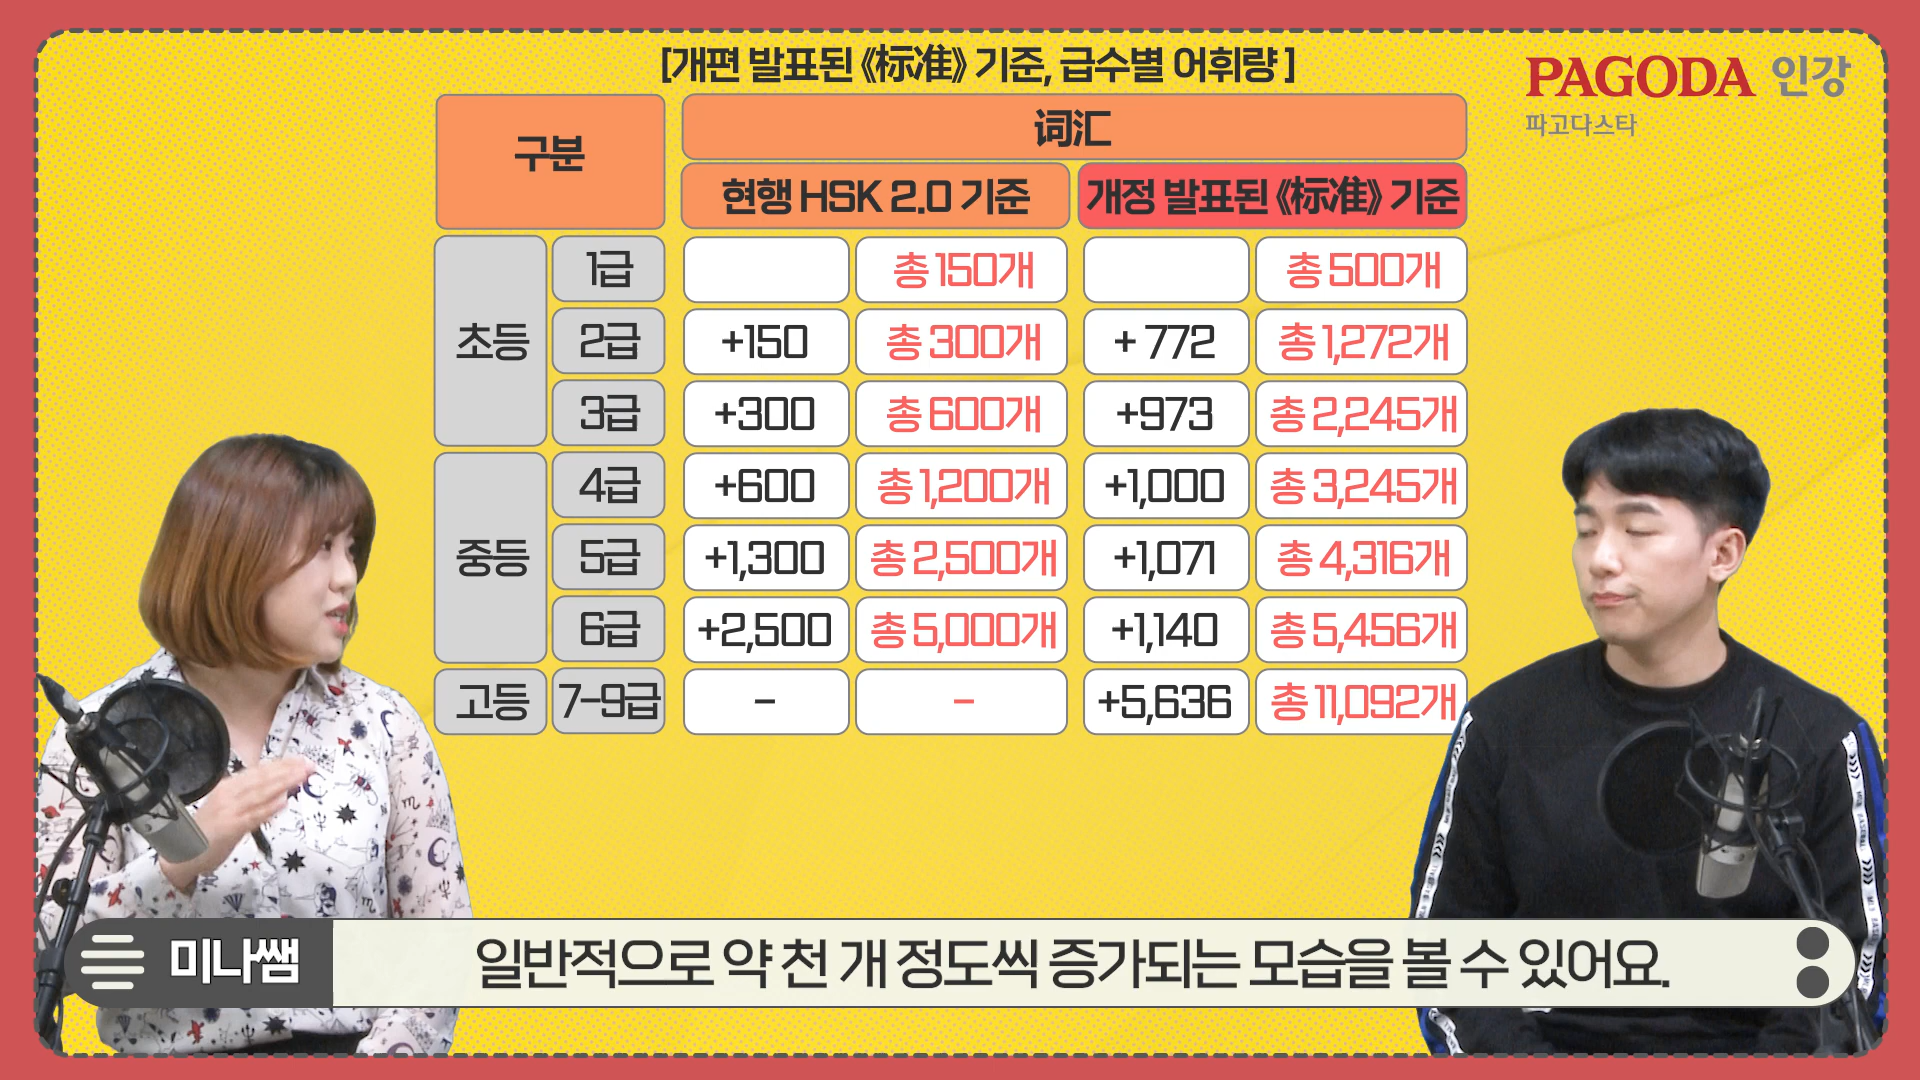 [개편 발표된 《标准》 기준, 급수별 어휘량 ]
PAGODA 인강
파고다스타
구분
词汇
현행 HSK 2.0 기준
개정 발표된 《标准》 기준
초등
1급
총 150개
총 500개
2급
+150
총 300개
+ 772
총 1,272개
3급
+300
총 600개
+973
총 2,245개
중등
4급
+600
총 1,200개
+1,000
총 3,245개
5급
+1,300
총 2,500개
+1,071
총 4,316개
6급
+2,500
총 5,000개
+1,140
총 5,456개
고등
7-9급
-
-
+5,636
총 11,092개
미나쌤
일반적으로 약 천 개 정도씩 증가되는 모습을 볼 수 있어요.